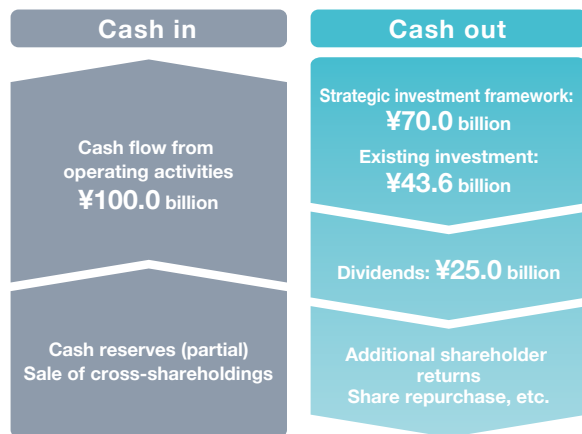 Cash in
Cash flow from
operating activities
¥100.0 billion
Cash reserves (partial)
Sale of cross-shareholdings
Cash out
Strategic investment framework:
¥70.0 billion
Existing investment:
¥43.6 billion
Dividends: ¥25.0 billion
Additional shareholder
returns
Share repurchase, etc.